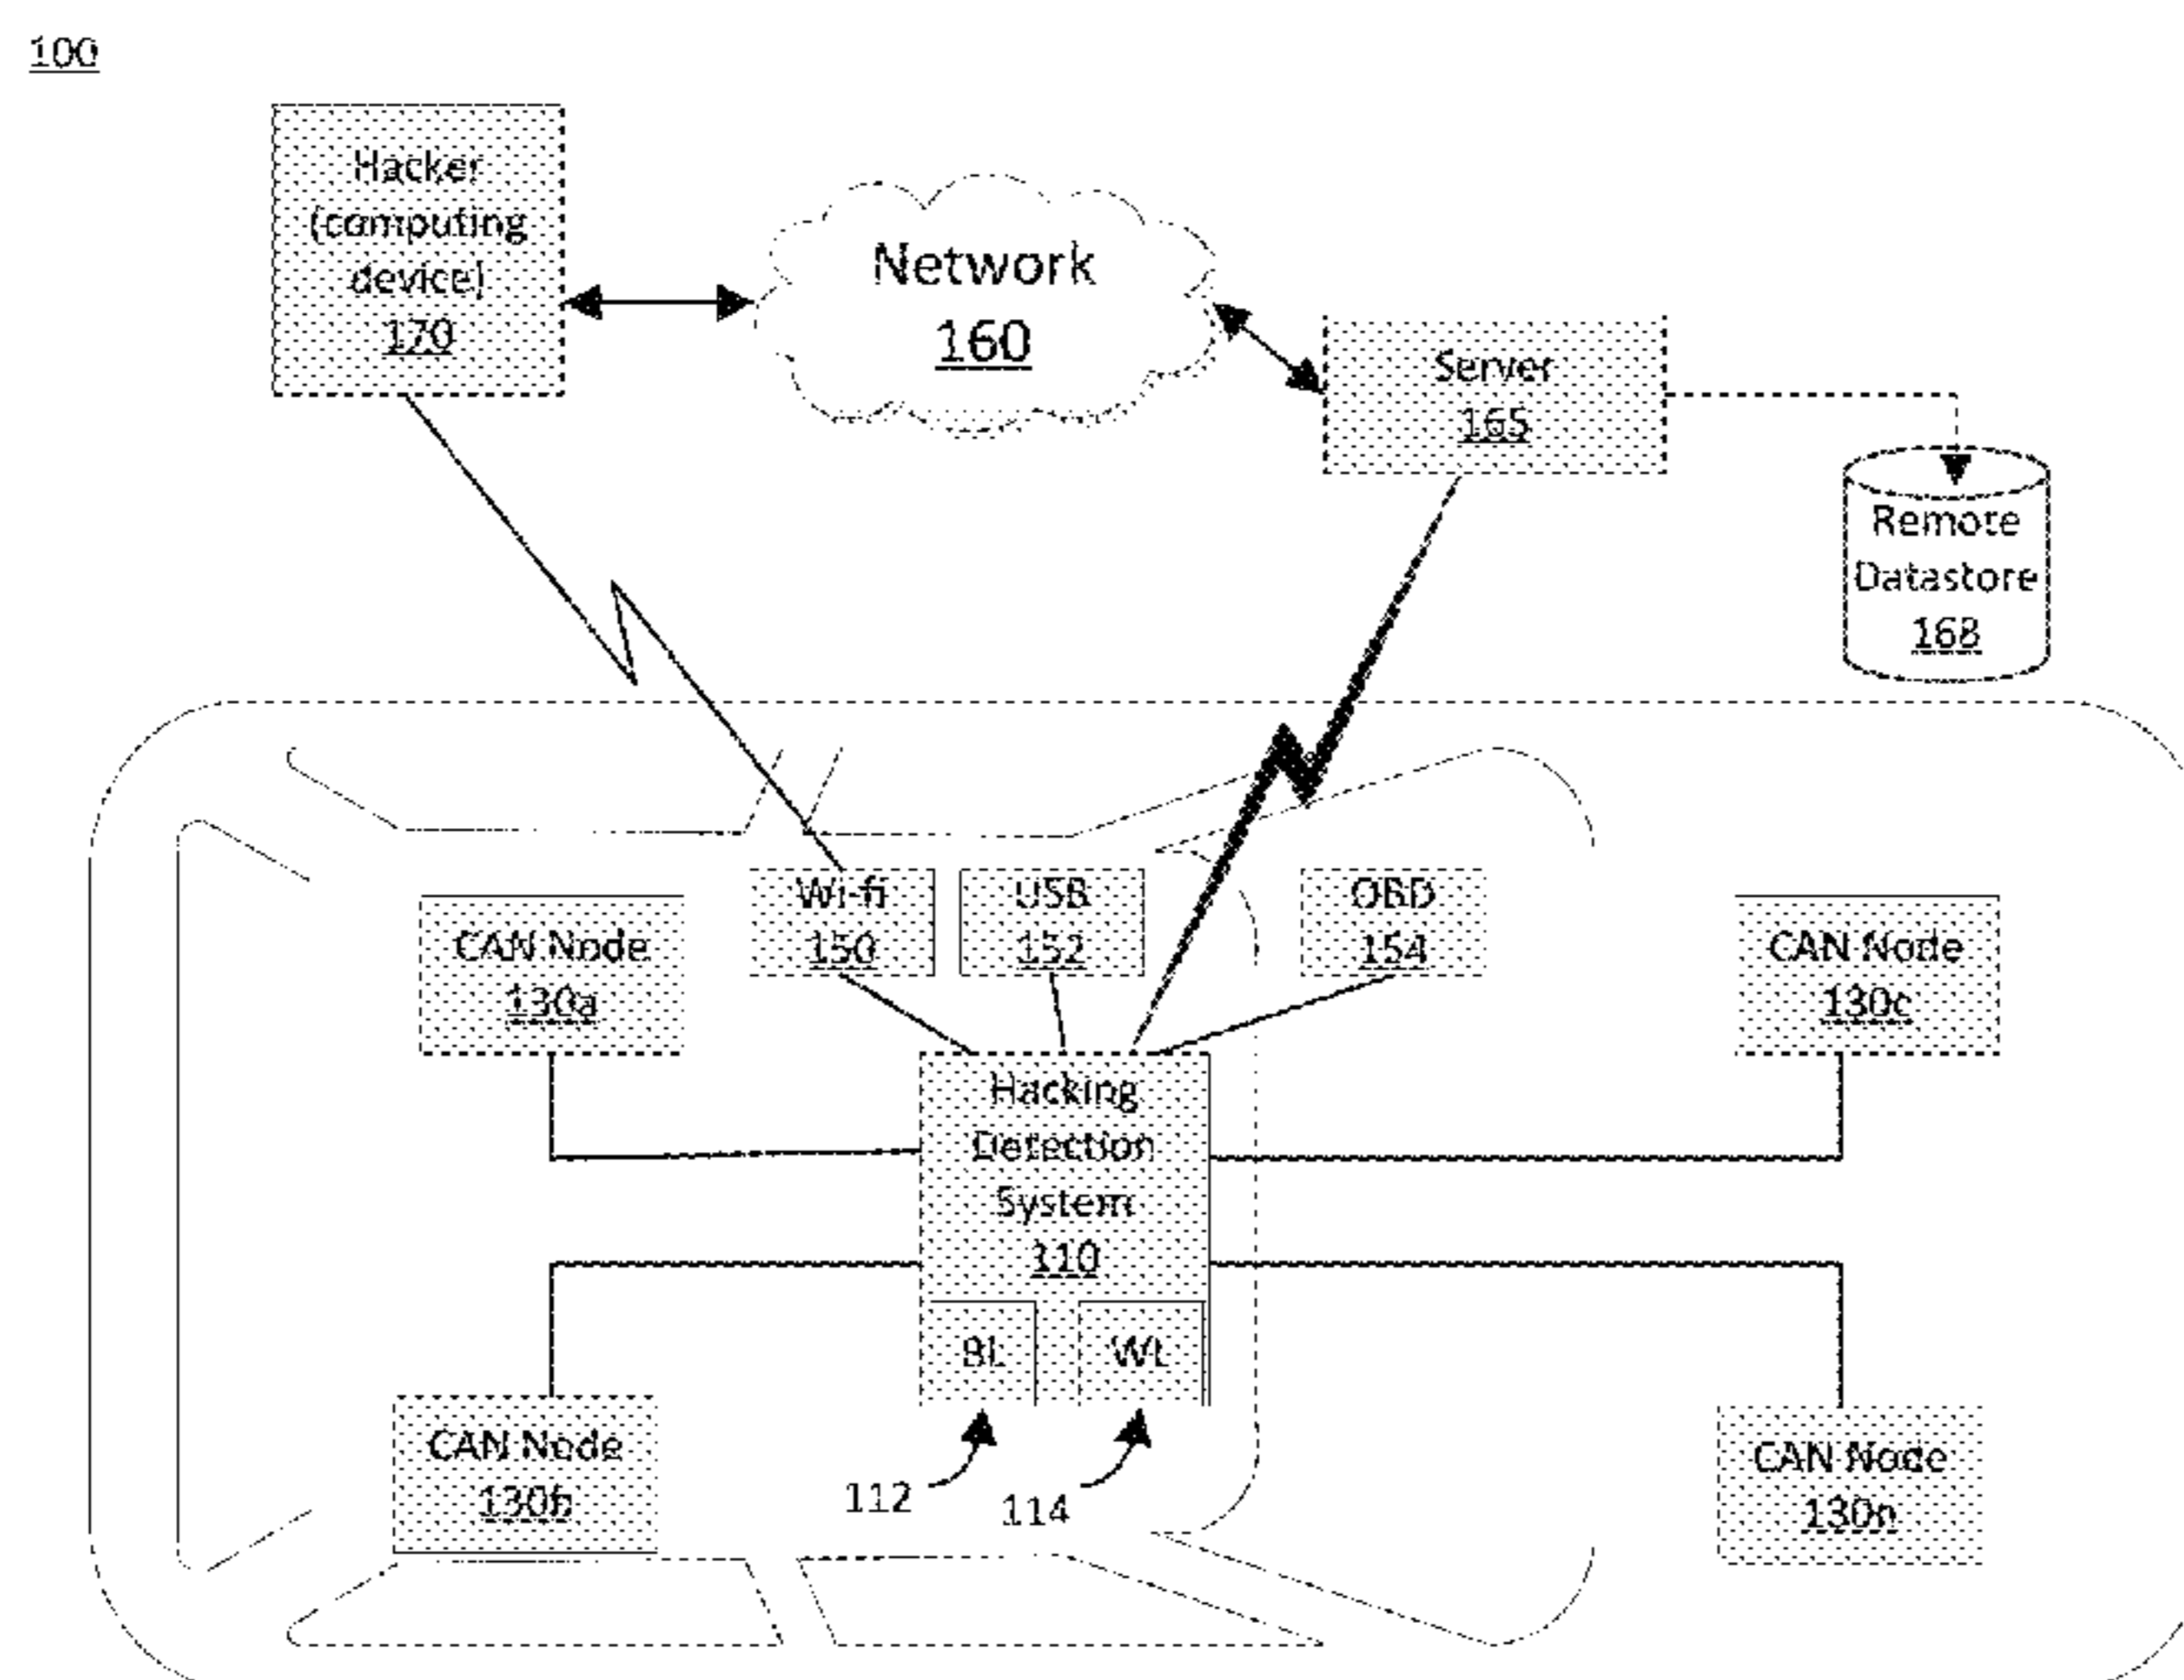 100
Hacker
(computing
device)
170
Network
160
Server
165
Remote
Datastore
168
Wi-fi
150
USB
152
OBD
154
CAN Node
130a
CAN Node
130c
Hacking
Detection
System
110
BL
WL
CAN Node
130b
112
114
CAN Node
130n